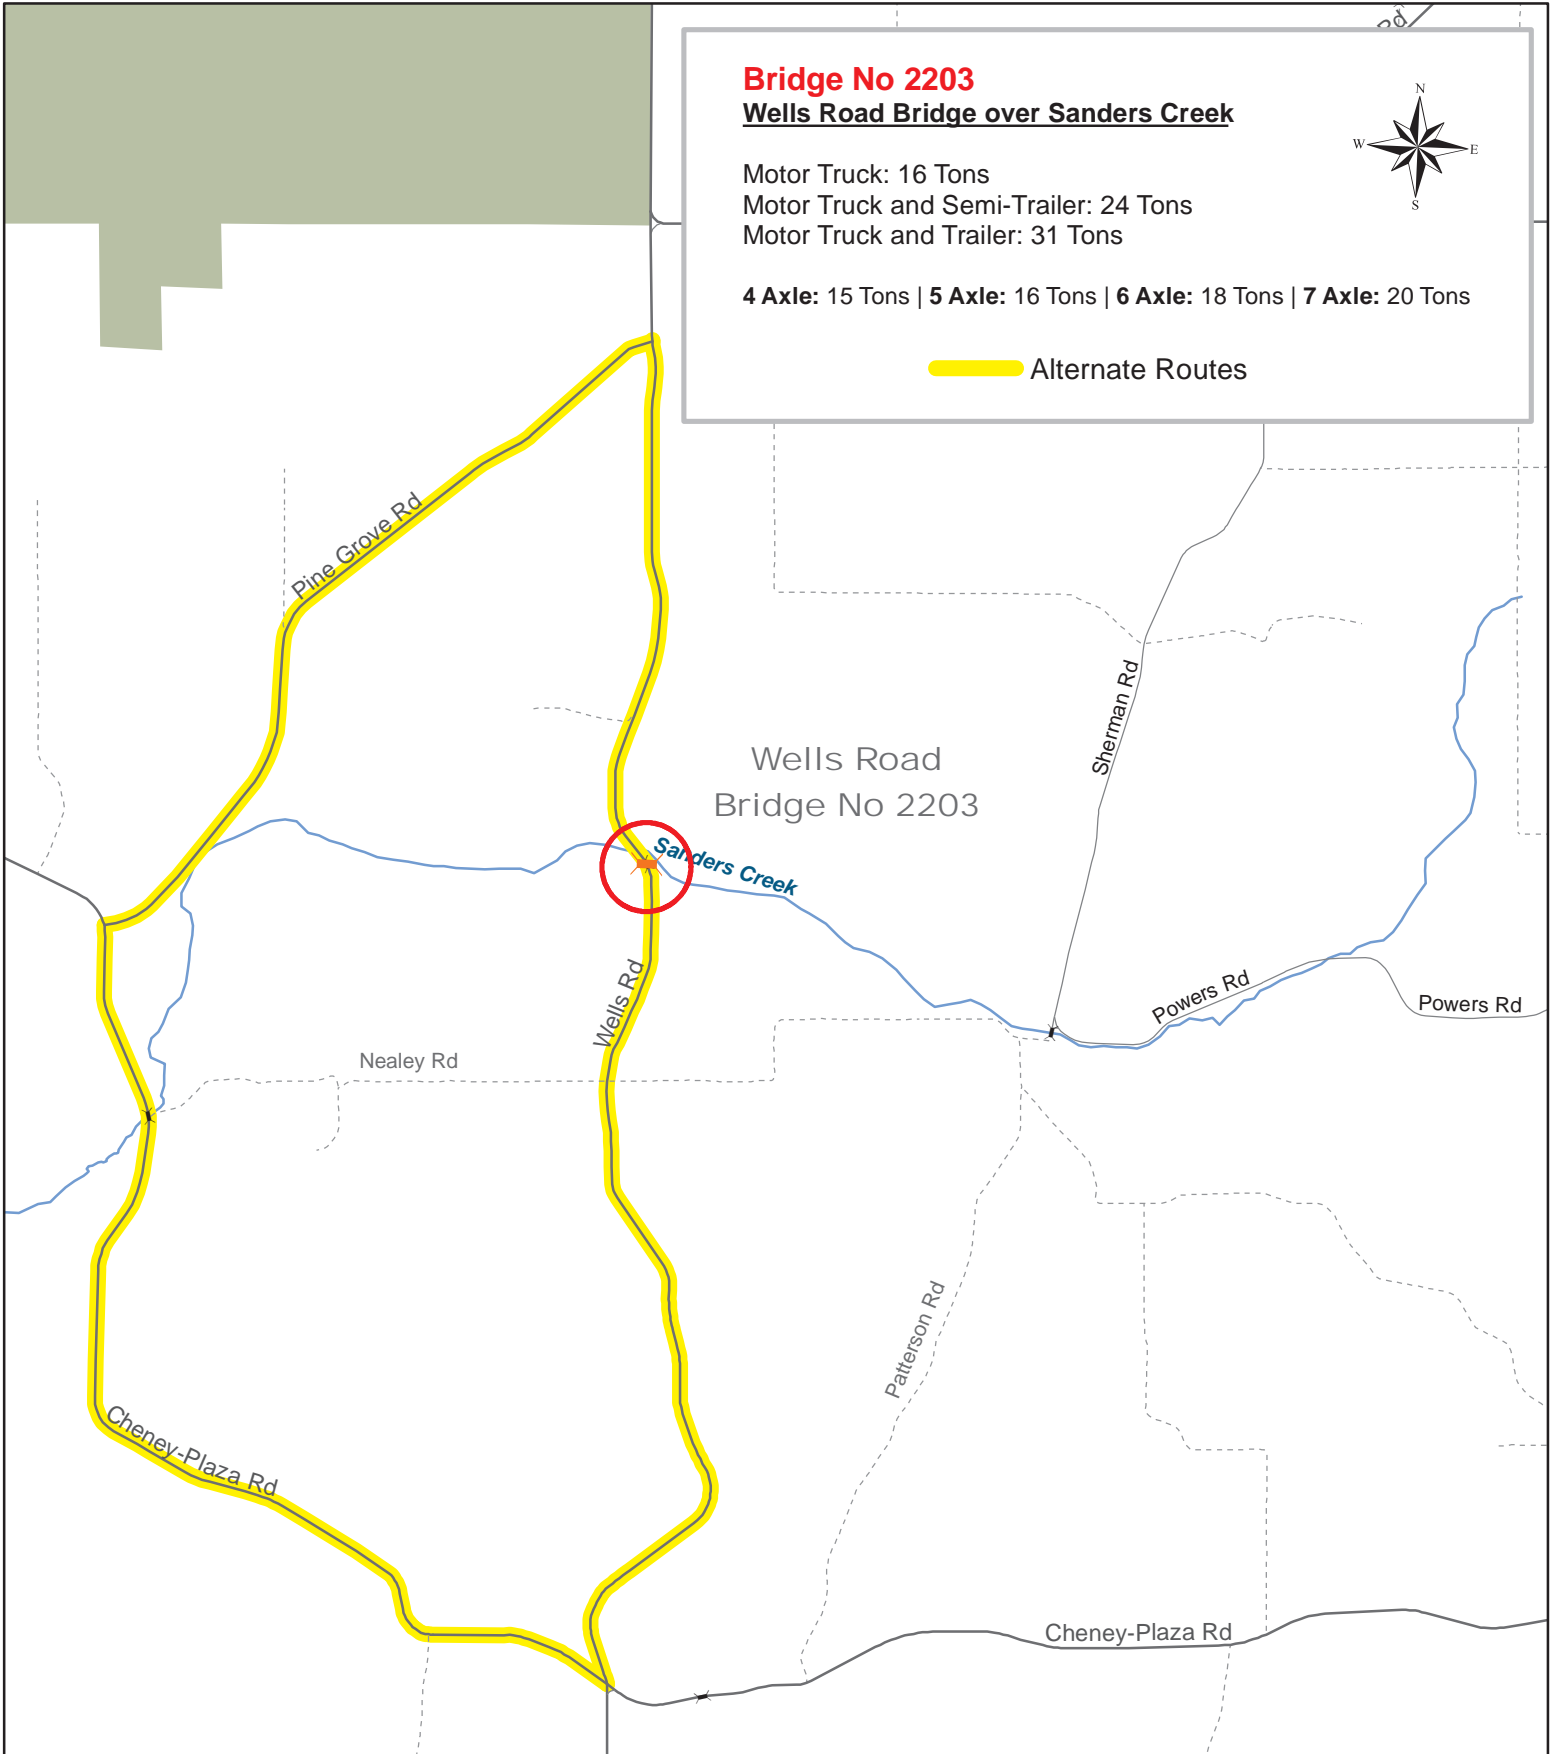 Rd
Bridge No 2203
Wells Road Bridge over Sanders Creek
N
W
E
S
Motor Truck: 16 Tons
Motor Truck and Semi-Trailer: 24 Tons
Motor Truck and Trailer: 31 Tons
4 Axle: 15 Tons | 5 Axle: 16 Tons | 6 Axle: 18 Tons | 7 Axle: 20 Tons
Alternate Routes
Pine Grove Rd
Sherman Rd
Wells Road
Bridge No 2203
Sanders Creek
Wells Rd
Powers Rd
Powers Rd
Nealey Rd
Patterson Rd
Cheney-Plaza Rd
Cheney-Plaza Rd